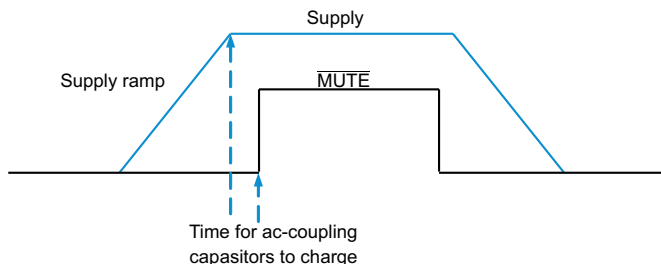 Supply
Supply ramp
MUTE
Time for ac-coupling
capasitors to charge